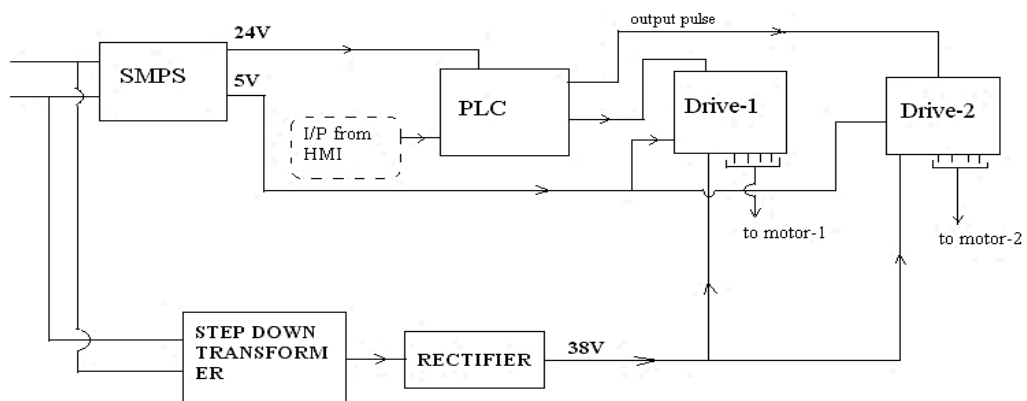 output pulse
24V
SMPS
5V
PLC
Drive-1
Drive-2
I/P from
HMI
to motor-1
to motor-2
STEP DOWN
TRANSFORM
ER
RECTIFIER
38V